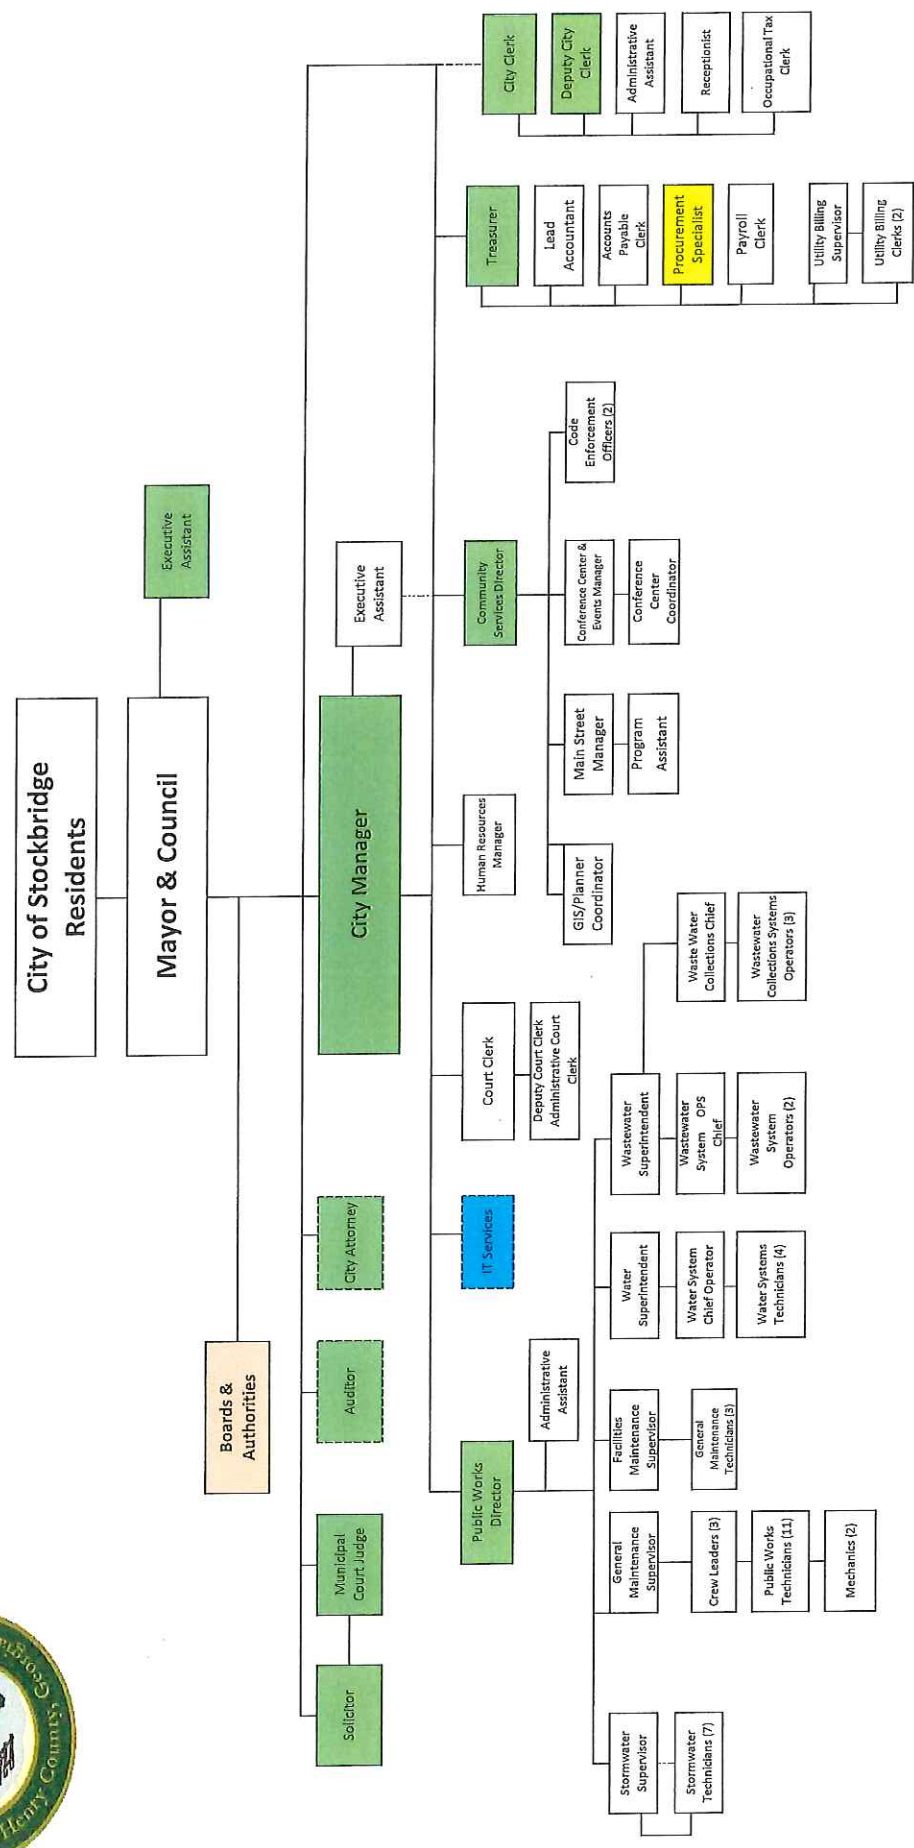 City of Stockbridge
Residents
Mayor & Council
Executive
Assistant
Boards &
Authorities
Solicitor
Municipal
Court Judge
Auditor
City Attorney
City Manager
Executive
Assistant
Public Works
Director
IT Services
Court Clerk
Human Resources
Manager
Community
Services Director
Treasurer
City Clerk
Administrative
Assistant
Deputy Court Clerk
Administrative Court
Clerk
GIS/Planner
Coordinator
Main Street
Manager
Program
Assistant
Conference Center &
Events Manager
Conference
Center
Coordinator
Code
Enforcement
Officers (2)
Lead
Accountant
Accounts
Payable
Clerk
Procurement
Specialist
Payroll
Clerk
Utility Billing
Supervisor
Utility Billing
Clerks (2)
Deputy City
Clerk
Administrative
Assistant
Receptionist
Occupational Tax
Clerk
Stormwater
Supervisor
Stormwater
Technicians (7)
General
Maintenance
Supervisor
Crew Leaders (3)
Public Works
Technicians (11)
Mechanics (2)
Facilities
Maintenance
Supervisor
General
Maintenance
Technicians (3)
Water
Superintendent
Water System
Chief Operator
Water Systems
Technicians (4)
Wastewater
Superintendent
Wastewater
System OPS
Chief
Wastewater
System
Operators (2)
Waste Water
Collections Chief
Wastewater
Collections Systems
Operators (3)
Henry County, Georgia